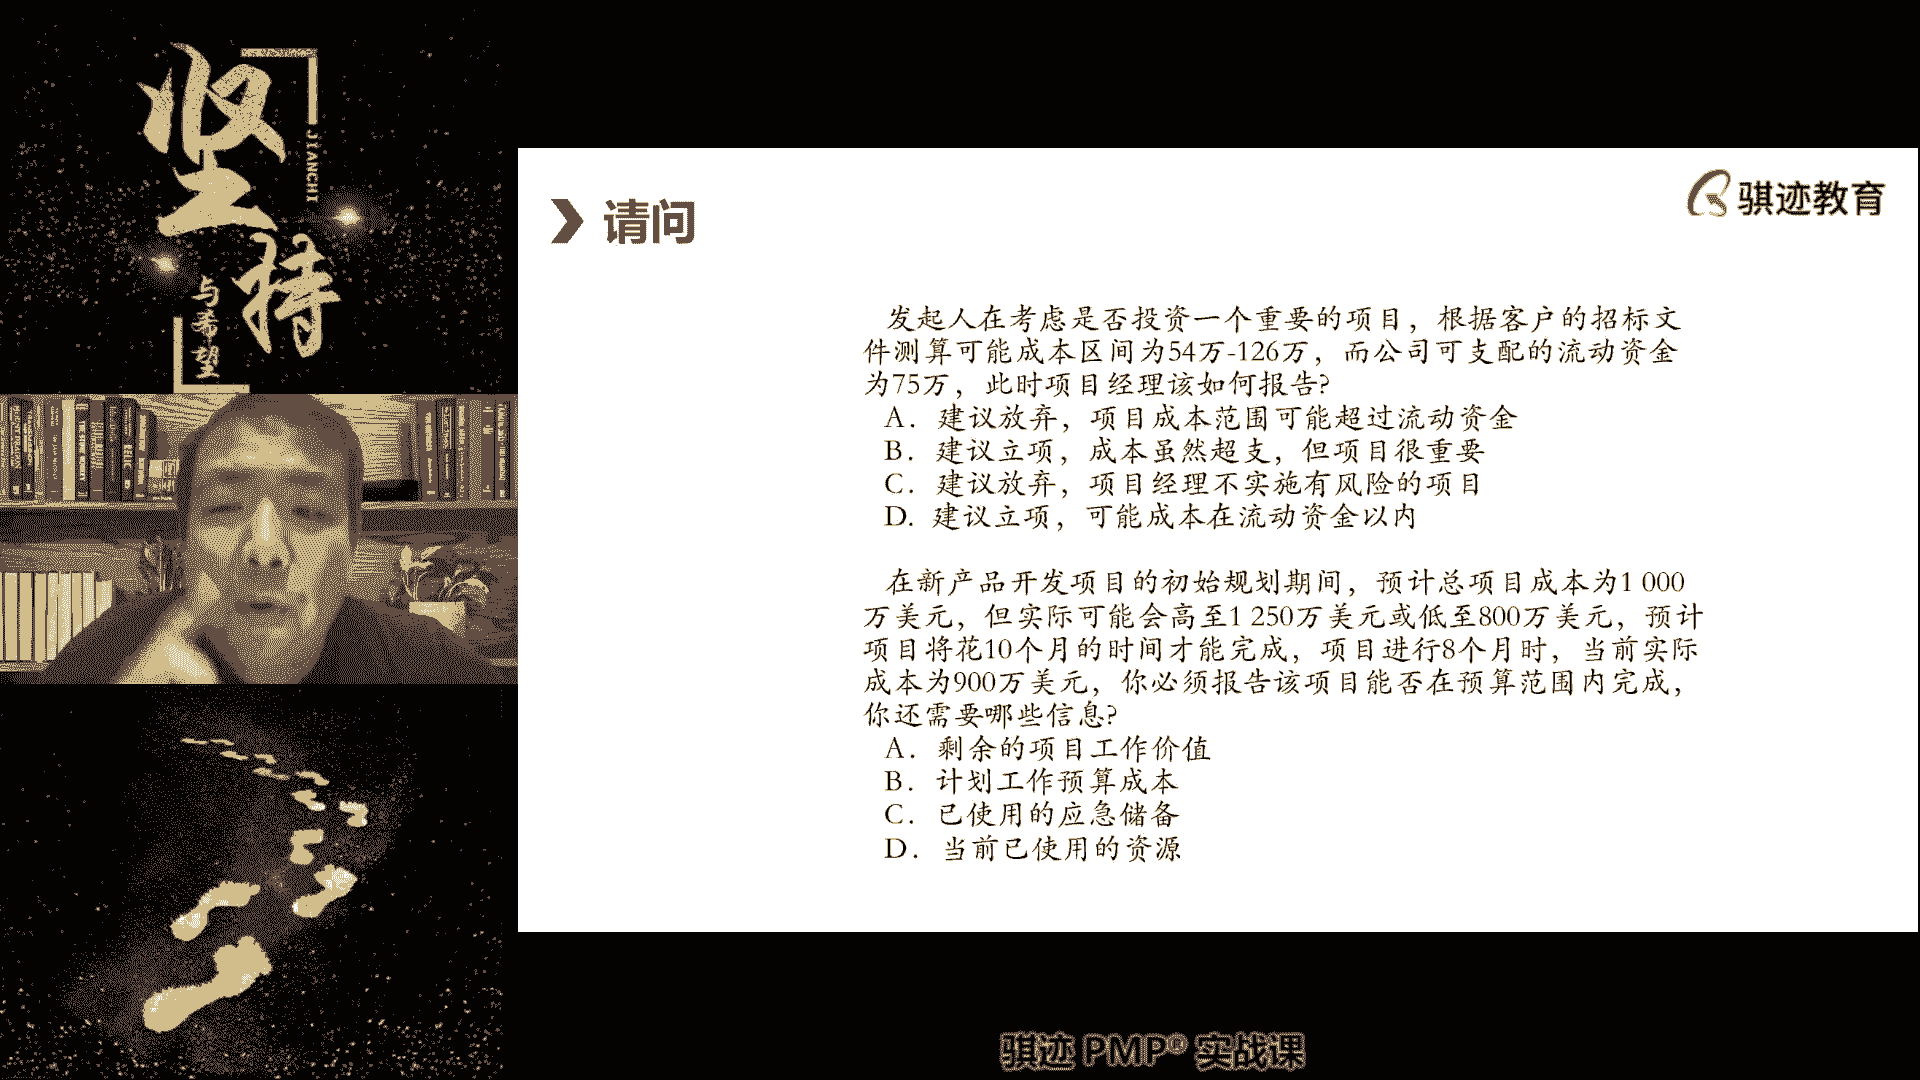 坚持
JIANCHI
与希望
请问
骐迹教育
发起人在考虑是否投资一个重要的项目，根据客户的招标文
件测算可能成本区间为54万-126万，而公司可支配的流动资金
为75万，此时项目经理该如何报告?
A．建议放弃，项目成本范围可能超过流动资金
B．建议立项，成本虽然超支，但项目很重要
C．建议放弃，项目经理不实施有风险的项目
D. 建议立项，可能成本在流动资金以内
在新产品开发项目的初始规划期间，预计总项目成本为1 000
万美元，但实际可能会高至1 250万美元或低至800万美元，预计
项目将花10个月的时间才能完成，项目进行8个月时，当前实际
成本为900万美元，你必须报告该项目能否在预算范围内完成，
你还需要哪些信息?
A．剩余的项目工作价值
B．计划工作预算成本
C．已使用的应急储备
D．当前已使用的资源
骐迹 PMP® 实战课